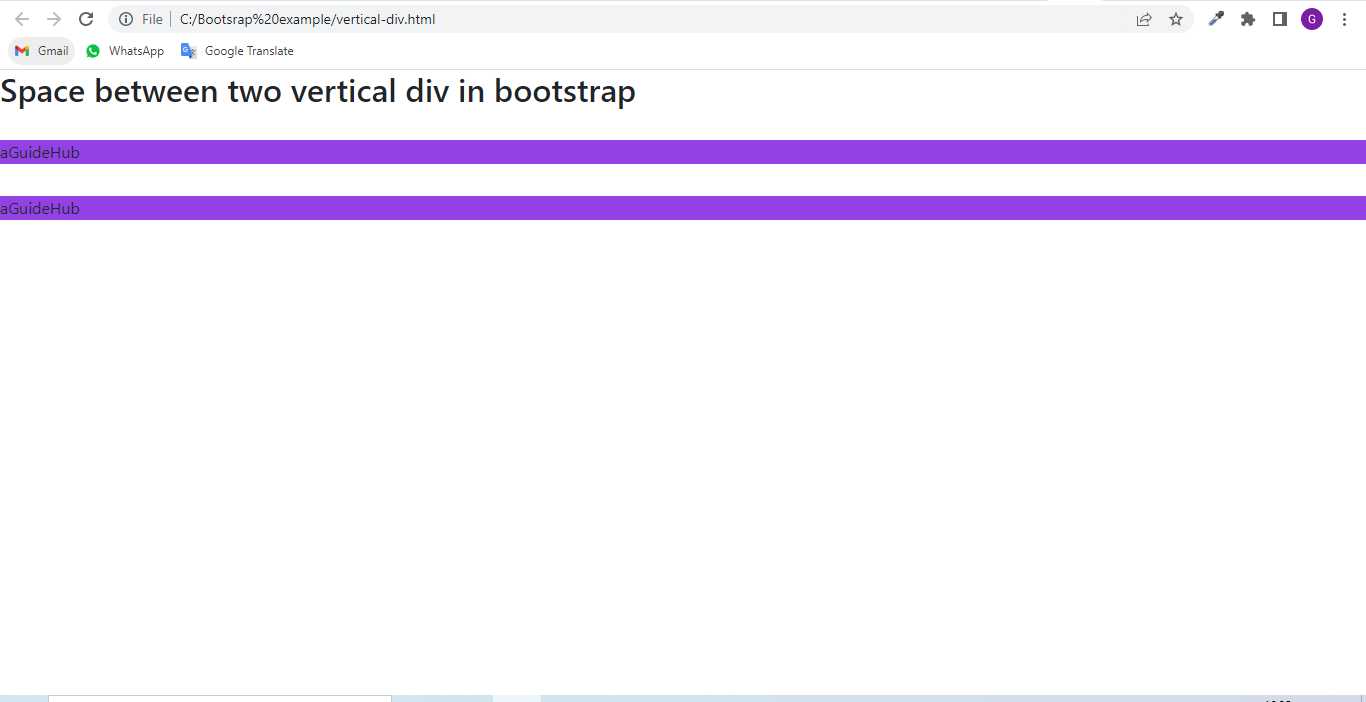 File C:/Bootsrap%20example/vertical-div.html G
Gmail WhatsApp Google Translate
Space between two vertical div in bootstrap
aGuideHub
aGuideHub